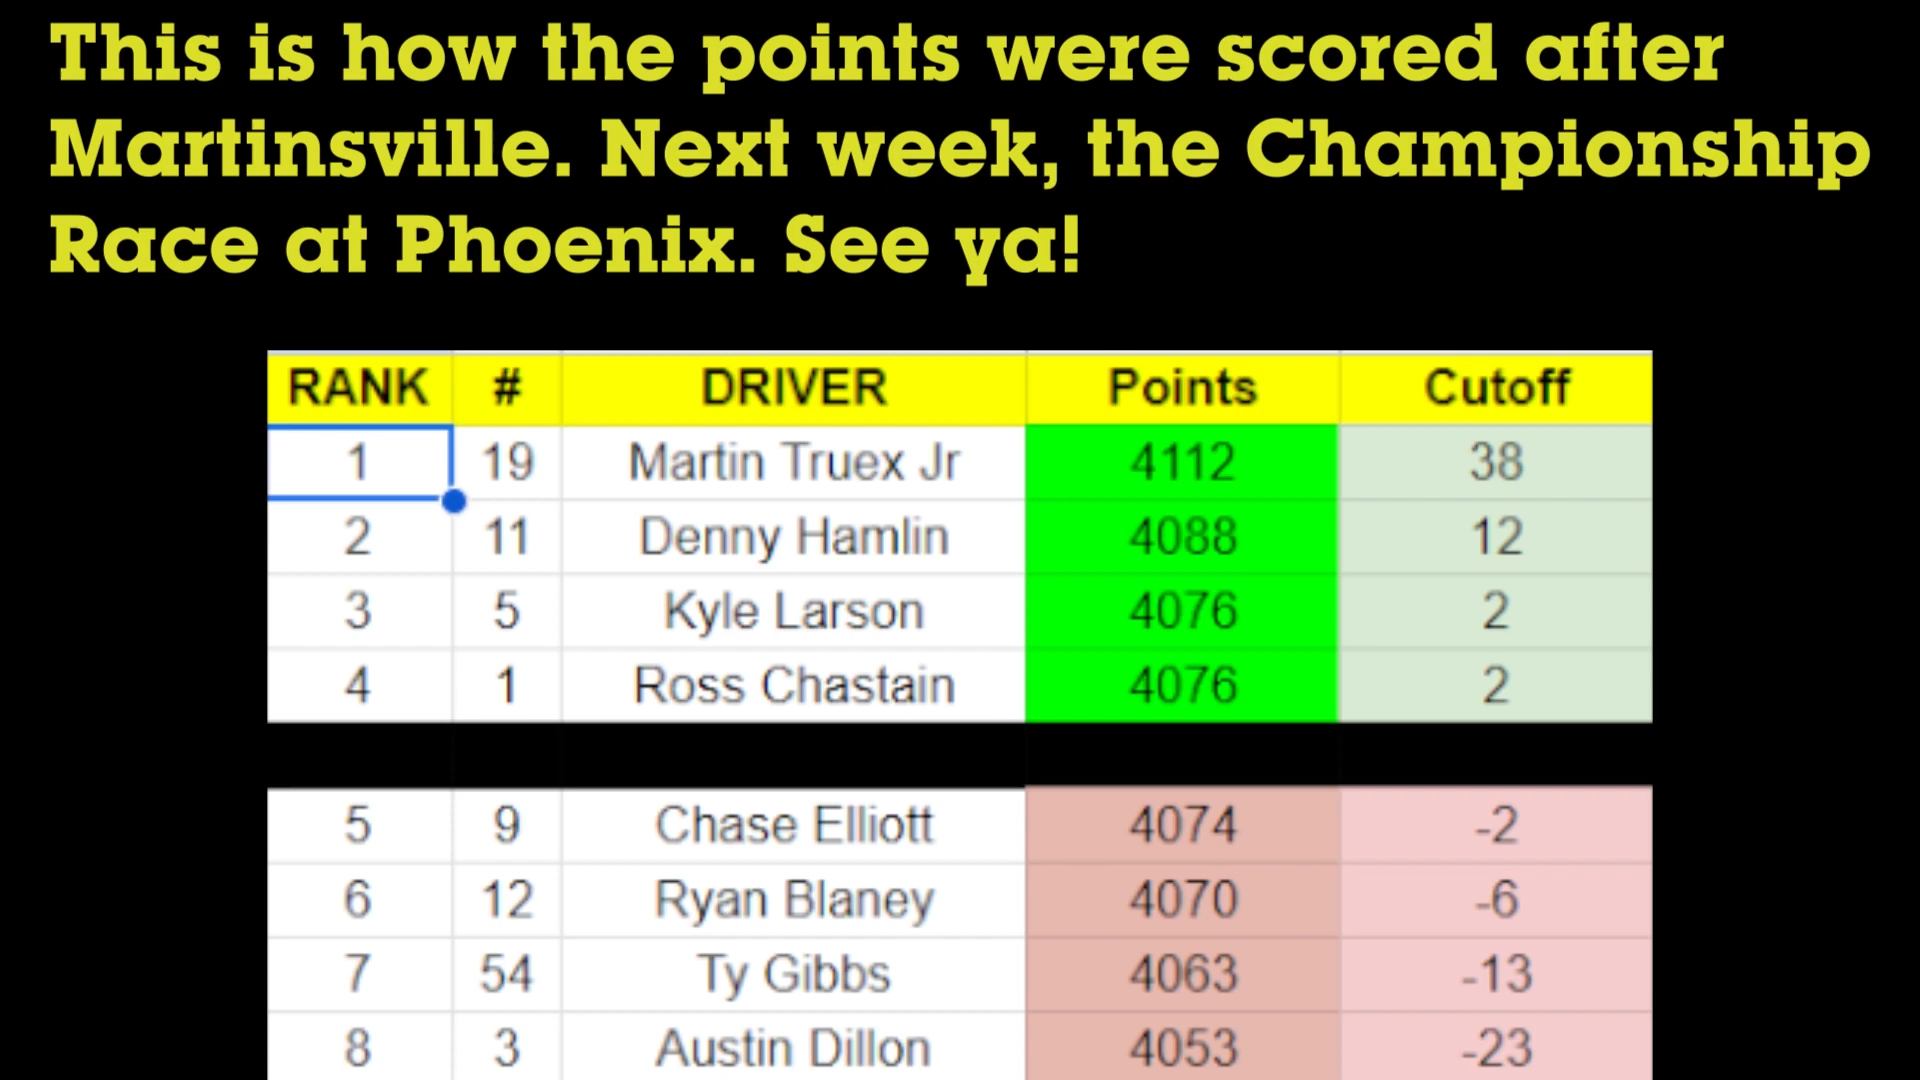 This is how the points were scored after
Martinsville. Next week, the Championship
Race at Phoenix. See ya!
RANK # DRIVER Points Cutoff
1 19 Martin Truex Jr 4112 38
2 11 Denny Hamlin 4088 12
3 5 Kyle Larson 4076 2
4 1 Ross Chastain 4076 2
5 9 Chase Elliott 4074 -2
6 12 Ryan Blaney 4070 -6
7 54 Ty Gibbs 4063 -13
8 3 Austin Dillon 4053 -23